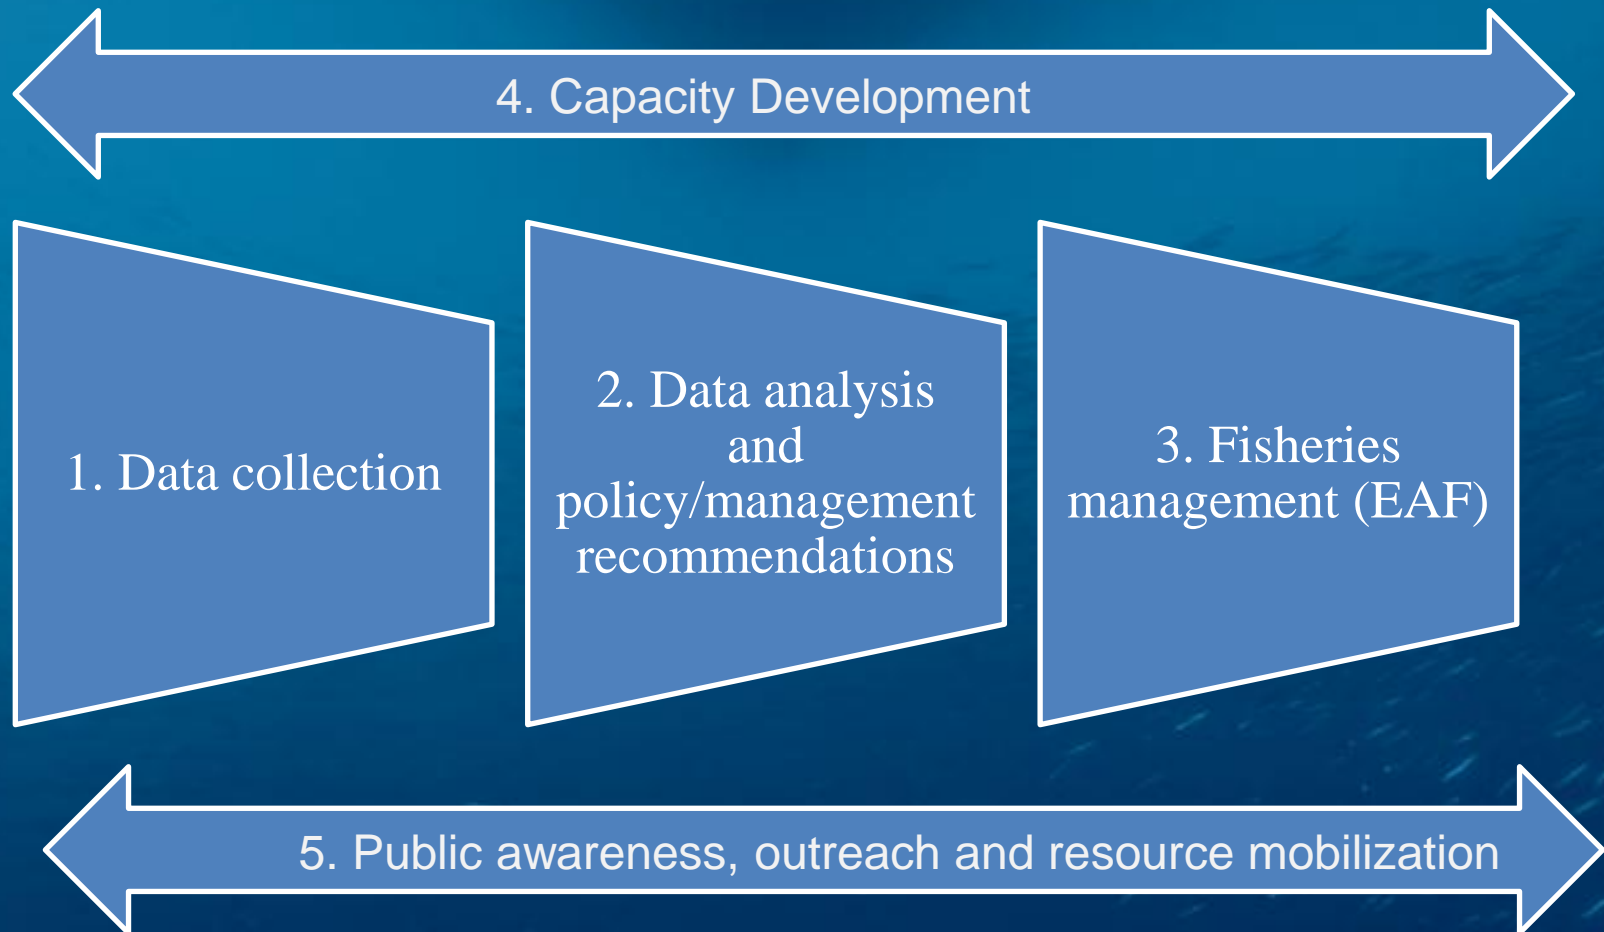 4. Capacity Development
1. Data collection
2. Data analysis
and
policy/management
recommendations
3. Fisheries
management (EAF)
5. Public awareness, outreach and resource mobilization